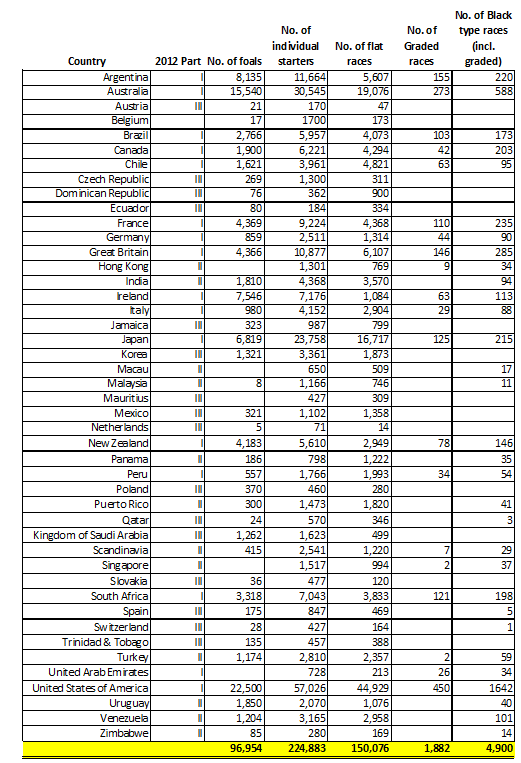 Country 2012 Part No. of foals No. of individual starters No. of flat races No. of Graded races No. of Black type races (incl. graded)
Argentina I 8,135 11,664 5,607 155 220
Australia I 15,540 30,545 19,076 273 588
Austria III 21 170 47
Belgium 17 1700 173
Brazil I 2,766 5,957 4,073 103 173
Canada I 1,900 6,221 4,294 42 203
Chile I 1,621 3,961 4,821 63 95
Czech Republic III 269 1,300 311
Dominican Republic III 76 362 900
Ecuador III 80 184 334
France I 4,369 9,224 4,368 110 235
Germany I 859 2,511 1,314 44 90
Great Britain I 4,366 10,877 6,107 146 285
Hong Kong II 1,301 769 9 34
India II 1,810 4,368 3,570 94
Ireland I 7,546 7,176 1,084 63 113
Italy I 980 4,152 2,904 29 88
Jamaica III 323 987 799
Japan I 6,819 23,758 16,717 125 215
Korea III 1,321 3,361 1,873
Macau II 650 509 17
Malaysia II 8 1,166 746 11
Mauritius III 427 309
Mexico III 321 1,102 1,358
Netherlands III 5 71 14
New Zealand I 4,183 5,610 2,949 78 146
Panama II 186 798 1,222 35
Peru I 557 1,766 1,993 34 54
Poland III 370 460 280
Puerto Rico II 300 1,473 1,820 41
Qatar III 24 570 346 3
Kingdom of Saudi Arabia III 1,262 1,623 499
Scandinavia II 415 2,541 1,220 7 29
Singapore II 1,517 994 2 37
Slovakia III 36 477 120
South Africa I 3,318 7,043 3,833 121 198
Spain III 175 847 469 5
Switzerland III 28 427 164 1
Trinidad & Tobago III 135 457 388
Turkey II 1,174 2,810 2,357 2 59
United Arab Emirates I 728 213 26 34
United States of America I 22,500 57,026 44,929 450 1642
Uruguay II 1,850 2,070 1,076 40
Venezuela II 1,204 3,165 2,958 101
Zimbabwe II 85 280 169 14
96,954 224,883 150,076 1,882 4,900